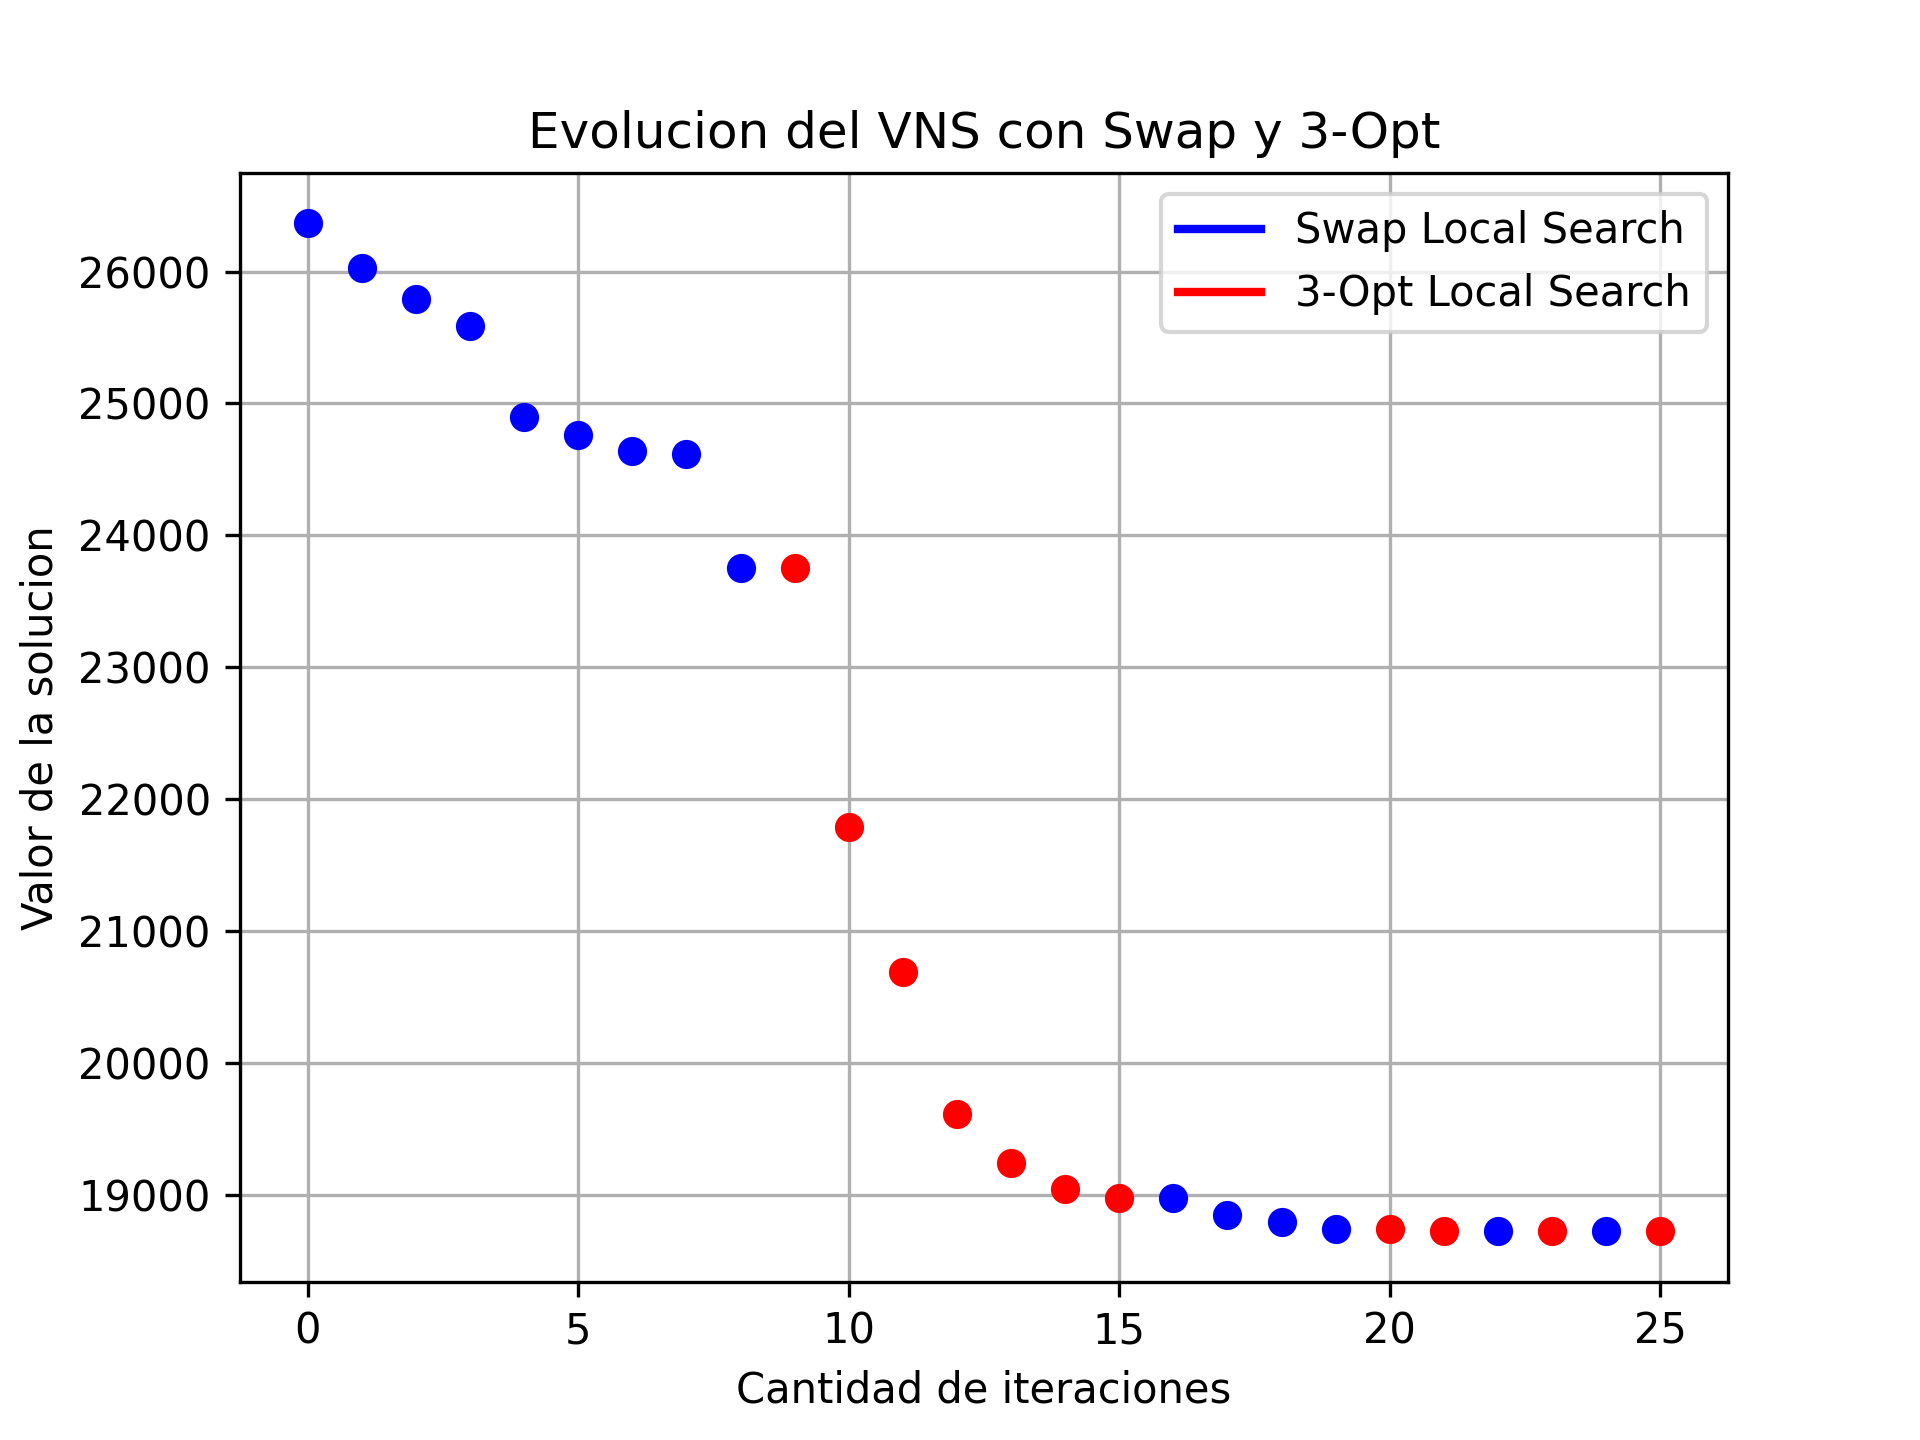 Evolucion del VNS con Swap y 3-Opt
Swap Local Search
3-Opt Local Search
26000
25000
24000
23000
22000
21000
20000
19000
Valor de la solucion
0 5 10 15 20 25
Cantidad de iteraciones